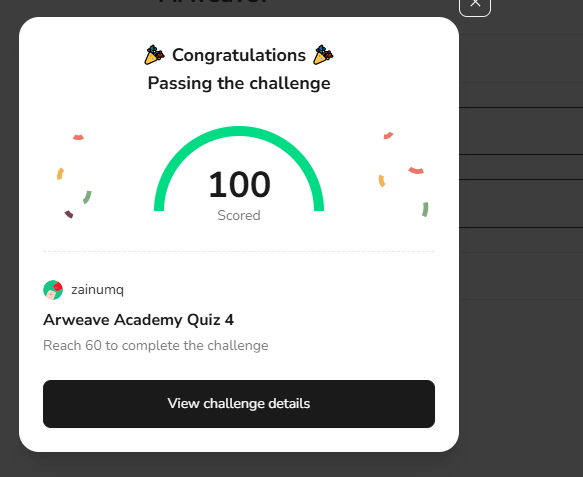 Congratulations
Passing the challenge
100
Scored
zainumq
Arweave Academy Quiz 4
Reach 60 to complete the challenge
View challenge details